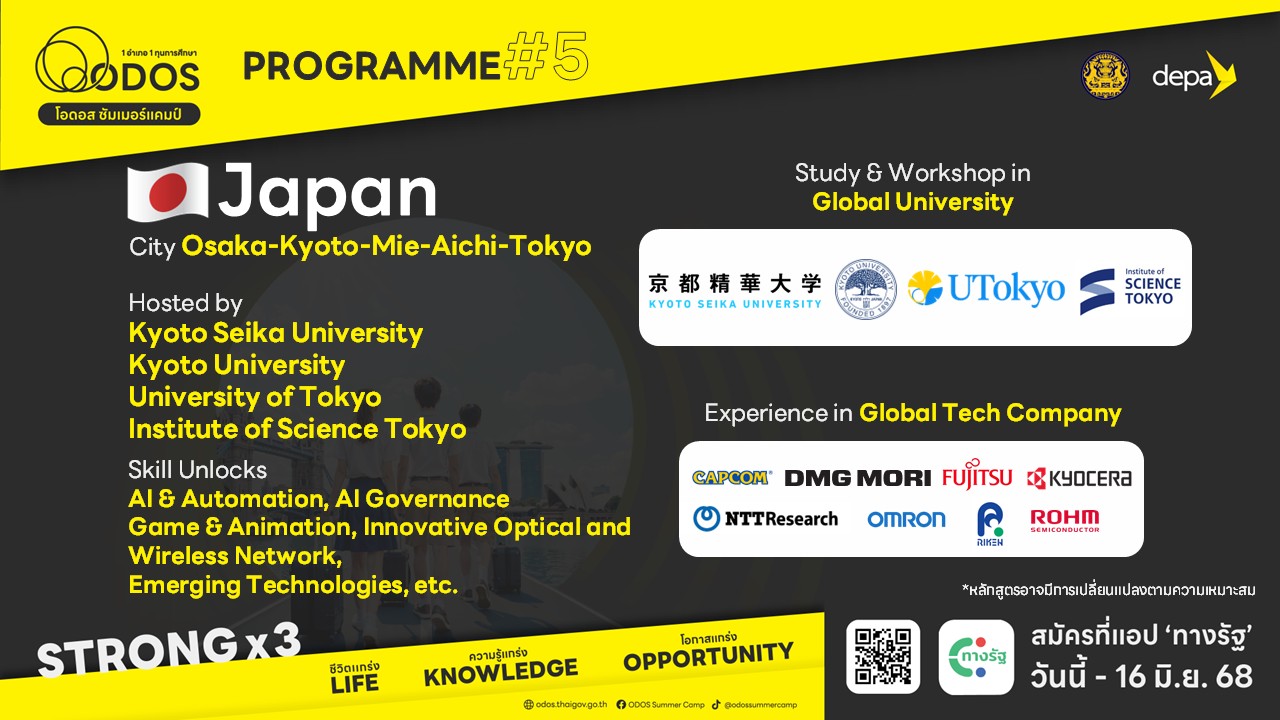 1 อำเภอ 1 ทุนการศึกษา
ODOS
โอดอส ซัมเมอร์แคมป์
PROGRAMME#5
depa
Japan
City Osaka-Kyoto-Mie-Aichi-Tokyo
Hosted by
Kyoto Seika University
Kyoto University
University of Tokyo
Institute of Science Tokyo
Skill Unlocks
AI & Automation, AI Governance
Game & Animation, Innovative Optical and
Wireless Network,
Emerging Technologies, etc.
Study & Workshop in
Global University
京都精華大学
KYOTO SEIKA UNIVERSITY
KYOTO UNIVERSITY
FOUNDED 1897
UTokyo
Institute of
SCIENCE
TOKYO
Experience in Global Tech Company
CAPCOM
DMG MORI
FUJITSU
KYOCERA
NTTResearch
OMRON
RIKEN
ROHM
SEMICONDUCTOR
*หลักสูตรอาจมีการเปลี่ยนแปลงตามความเหมาะสม
STRONG x3
ชีวิตแกร่ง
LIFE
ความรู้แกร่ง
KNOWLEDGE
โอกาสแกร่ง
OPPORTUNITY
odos.thaigov.go.th
ODOS Summer Camp
@odossummercamp
ทางรัฐ
สมัครที่แอป ‘ทางรัฐ’
วันนี้ - 16 มิ.ย. 68